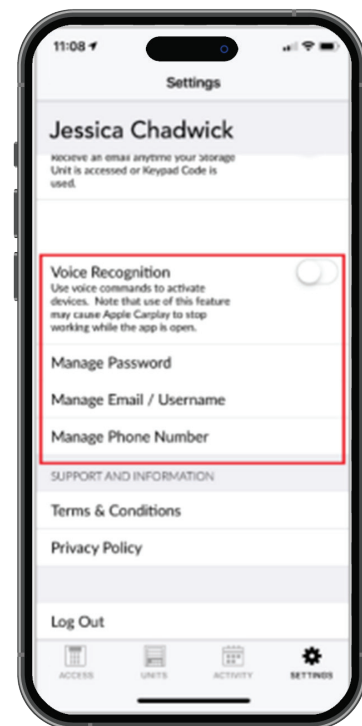 11:08
Settings
Jessica Chadwick
Recieve an email anytime your Storage
Unit is accessed or Keypad Code is
used.
Voice Recognition
Use voice commands to activate
devices. Note that use of this feature
may cause Apple Carplay to stop
working while the app is open.
Manage Password
Manage Email / Username
Manage Phone Number
SUPPORT AND INFORMATION
Terms & Conditions
Privacy Policy
Log Out
ACCESS UNITS ACTIVITY SETTINGS